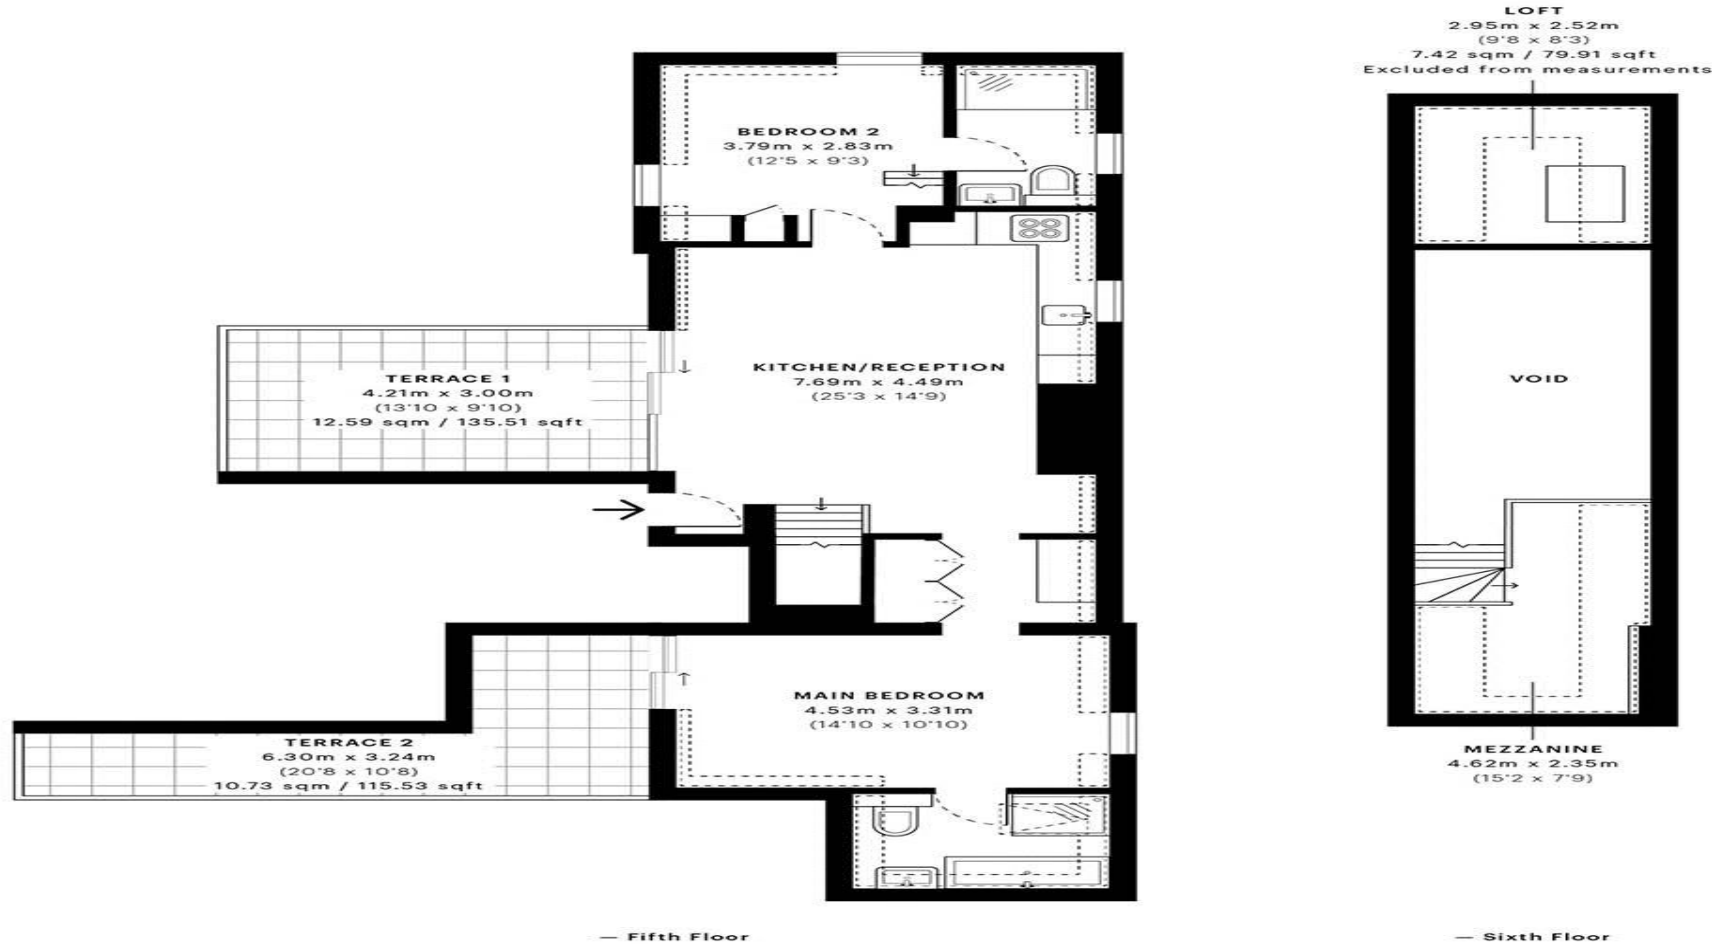 LOFT
2.95m x 2.52m
(9'8 x 8'3)
7.42 sqm / 79.91 sqft
Excluded from measurements
BEDROOM 2
3.79m x 2.83m
(12'5 x 9'3)
KITCHEN/RECEPTION
7.69m x 4.49m
(25'3 x 14'9)
TERRACE 1
4.21m x 3.00m
(13'10 x 9'10)
12.59 sqm / 135.51 sqft
VOID
MAIN BEDROOM
4.53m x 3.31m
(14'10 x 10'10)
TERRACE 2
6.30m x 3.24m
(20'8 x 10'8)
10.73 sqm / 115.53 sqft
MEZZANINE
4.62m x 2.35m
(15'2 x 7'9)
— Fifth Floor
— Sixth Floor